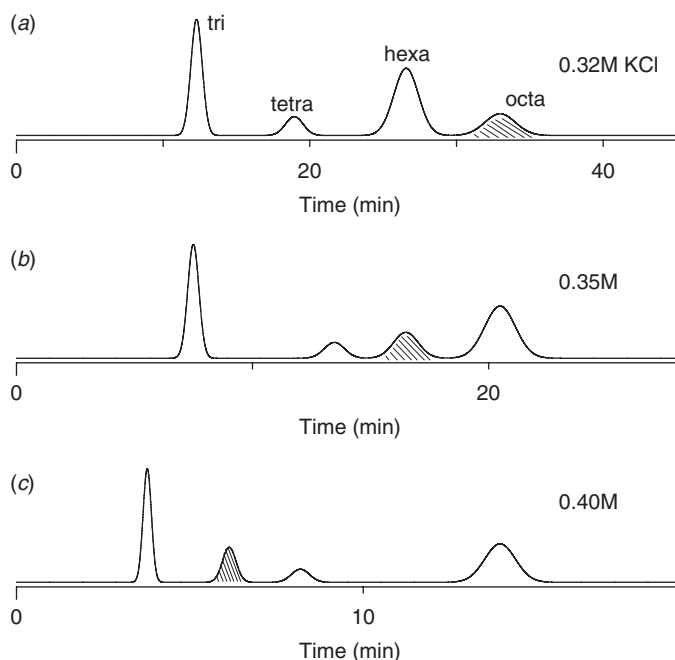 (a)
tri
tetra
hexa
octa
0.32M KCl
0 20 40
Time (min)
(b)
0.35M
0 20
Time (min)
(c)
0.40M
0 10
Time (min)